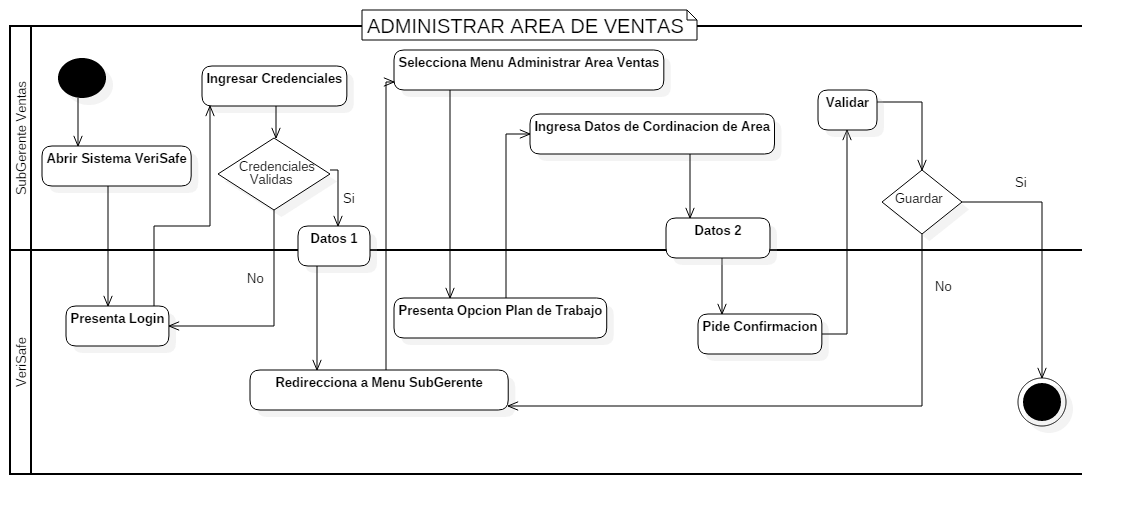 ADMINISTRAR AREA DE VENTAS
SubGerente Ventas
Abrir Sistema VeriSafe
Ingresar Credenciales
Credenciales
Validas
Si
No
Datos 1
Selecciona Menu Administrar Area Ventas
Ingresa Datos de Cordinacion de Area
Datos 2
Validar
Guardar
Si
No
VeriSafe
Presenta Login
Redirecciona a Menu SubGerente
Presenta Opcion Plan de Trabajo
Pide Confirmacion